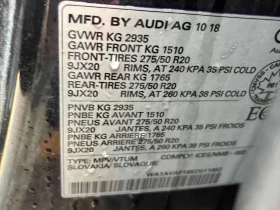 MFD. BY AUDI AG 10 18
GVWR KG 2935
GAWR FRONT KG 1510
FRONT-TIRES 275/50 R20
9JX20 RIMS, AT 240 KPA 35 PSI COLD
GAWR REAR KG 1765
REAR-TIRES 275/50 R20
9JX20 RIMS, AT 260 KPA 38 PSI COLD
PNVB KG 2935
PNBE KG AVANT 1510
PNEUS AVANT 275/50 R20
9JX20 JANTES, A 240 KPA 35 PSI FROIDS
PNBE KG ARRIERE 1765
PNEUS ARRIERE 275/50 R20
9JX20 JANTES, A 260 KPA 38 PSI FROIDS
TYPE: MPV/VTUM
SLOVAKIA/ SLOVAQUIE